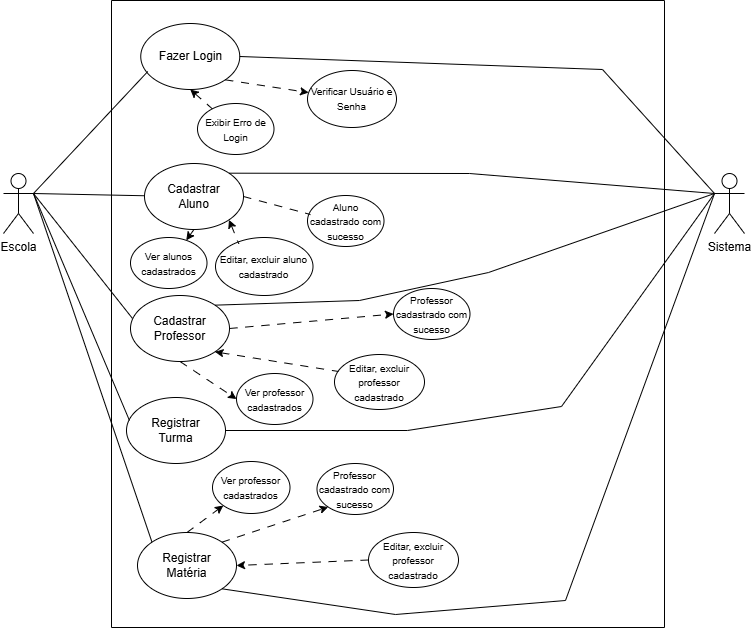 Fazer Login
Verificar Usuário e
Senha
Exibir Erro de
Login
Cadastrar
Aluno
Aluno
cadastrado com
sucesso
Escola
Sistema
Ver alunos
cadastrados
Editar, excluir aluno
cadastrado
Cadastrar
Professor
Professor
cadastrado com
sucesso
Editar, excluir
professor
cadastrado
Ver professor
cadastrados
Registrar
Turma
Ver professor
cadastrados
Professor
cadastrado com
sucesso
Registrar
Matéria
Editar, excluir
professor
cadastrado